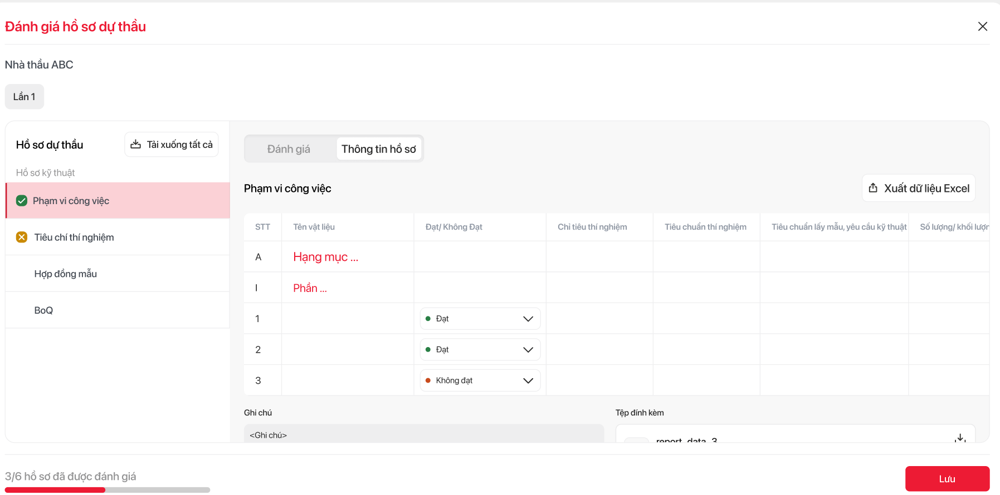 Đánh giá hồ sơ dự thầu
Nhà thầu ABC
Lần 1
Hồ sơ dự thầu
Tải xuống tất cả
Hồ sơ kỹ thuật
Phạm vi công việc
Tiêu chí thí nghiệm
Hợp đồng mẫu
BoQ
Đánh giá
Thông tin hồ sơ
Phạm vi công việc
Xuất dữ liệu Excel
STT Tên vật liệu Đạt/ Không Đạt Chỉ tiêu thí nghiệm Tiêu chuẩn thí nghiệm Tiêu chuẩn lấy mẫu, yêu cầu kỹ thuật Số lượng/ khối
A Hạng mục ...
I Phần ...
1 Đạt
2 Đạt
3 Không đạt
Ghi chú
<Ghi chú>
Tệp đính kèm
report_data_3
3/6 hồ sơ đã được đánh giá
Lưu